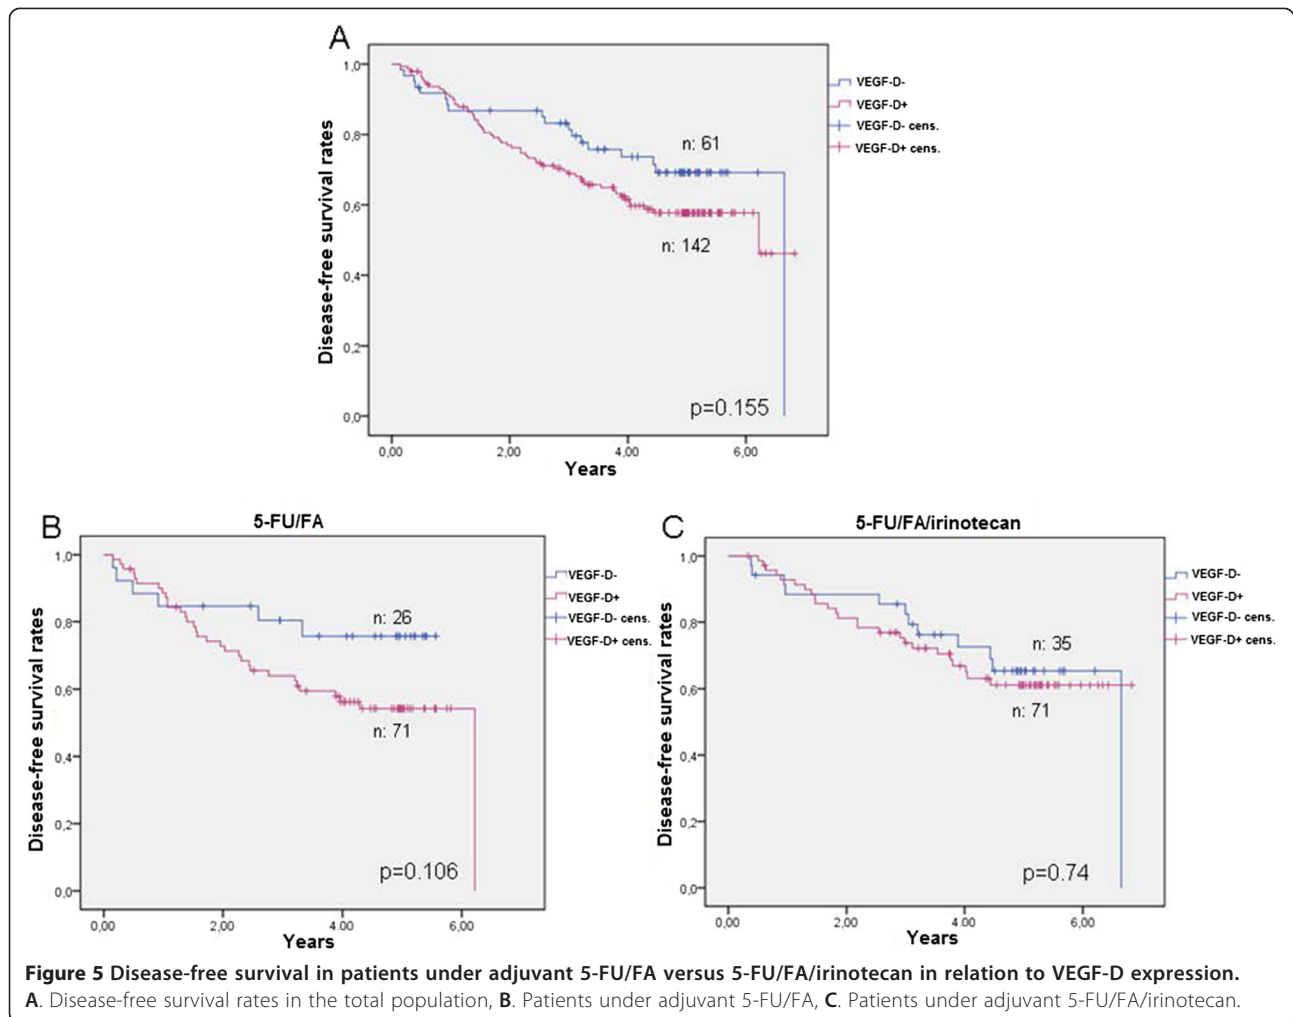 A
Disease-free survival rates
1,0
0,8
0,6
0,4
0,2
0,0
n: 61
n: 142
p=0.155
0,00 2,00 4,00 6,00
Years
VEGF-D-
VEGF-D+
VEGF-D- cens.
VEGF-D+ cens.
B
5-FU/FA
Disease-free survival rates
1,0
0,8
0,6
0,4
0,2
0,0
n: 26
n: 71
p=0.106
0,00 2,00 4.00 6,00
Years
VEGF-D-
VEGF-D+
VEGF-D- cens.
VEGF-D+ cens.
C
5-FU/FA/irinotecan
Disease-free survival rates
1,0
0,8
0,6
0,4
0,2
0,0
n: 35
n: 71
p=0.74
0,00 2,00 4.00 6,00
Years
VEGF-D-
VEGF-D+
VEGF-D- cens.
VEGF-D+ cens.
Figure 5 Disease-free survival in patients under adjuvant 5-FU/FA versus 5-FU/FA/irinotecan in relation to VEGF-D expression.
A. Disease-free survival rates in the total population, B. Patients under adjuvant 5-FU/FA, C. Patients under adjuvant 5-FU/FA/irinotecan.